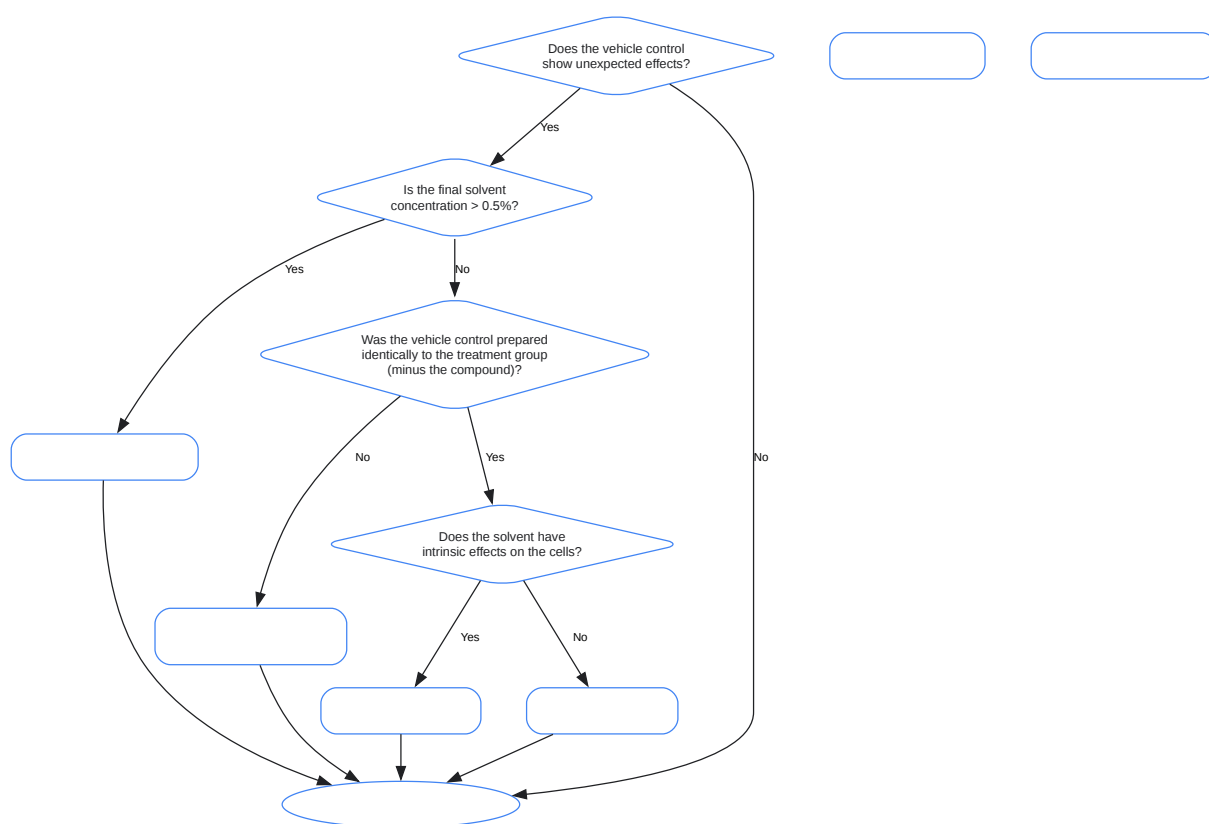 Does the vehicle control
show unexpected effects?
Yes
Is the final solvent
concentration > 0.5%?
Yes
No
Was the vehicle control prepared
identically to the treatment group
(minus the compound)?
No
Yes
No
Does the solvent have
intrinsic effects on the cells?
Yes
No